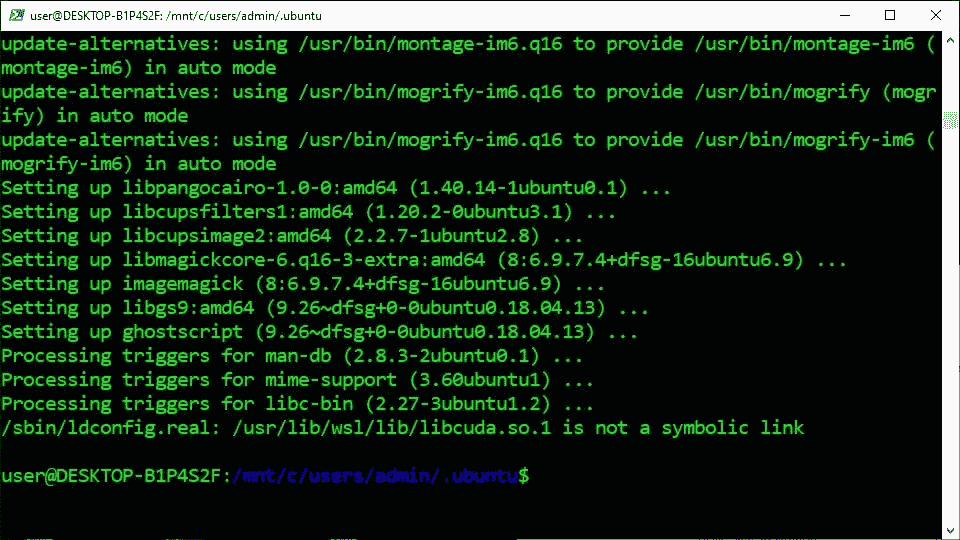 user@DESKTOP-B1P4S2F: /mnt/c/users/admin/.ubuntu
update-alternatives: using /usr/bin/montage-im6.q16 to provide /usr/bin/montage-im6 (
montage-im6) in auto mode
update-alternatives: using /usr/bin/mogrify-im6.q16 to provide /usr/bin/mogrify (mogr
ify) in auto mode
update-alternatives: using /usr/bin/mogrify-im6.q16 to provide /usr/bin/mogrify-im6 (
mogrify-im6) in auto mode
Setting up libpangocairo-1.0-0:amd64 (1.40.14-1ubuntu0.1) ...
Setting up libcupsfilters1:amd64 (1.20.2-0ubuntu3.1) ...
Setting up libcupsimage2:amd64 (2.2.7-1ubuntu2.8) ...
Setting up libmagickcore-6.q16-3-extra:amd64 (8:6.9.7.4+dfsg-16ubuntu6.9) ...
Setting up imagemagick (8:6.9.7.4+dfsg-16ubuntu6.9) ...
Setting up libgs9:amd64 (9.26~dfsg+0-0ubuntu0.18.04.13) ...
Setting up ghostscript (9.26~dfsg+0-0ubuntu0.18.04.13) ...
Processing triggers for man-db (2.8.3-2ubuntu0.1) ...
Processing triggers for mime-support (3.60ubuntu1) ...
Processing triggers for libc-bin (2.27-3ubuntu1.2) ...
/sbin/ldconfig.real: /usr/lib/wsl/lib/libcuda.so.1 is not a symbolic link
user@DESKTOP-B1P4S2F:/mnt/c/users/admin/.ubuntu$